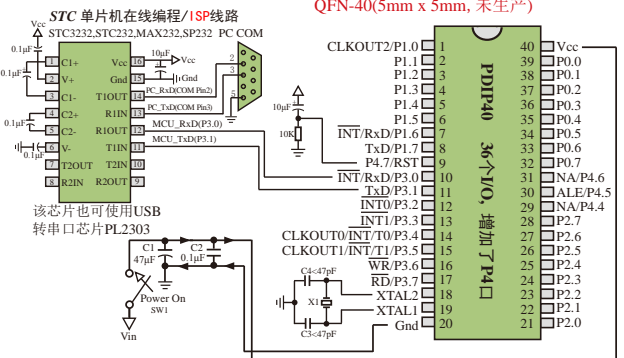 QFN-40(5mm x 5mm, 未生产)
STC 单片机在线编程/ISP线路
STC3232,STC232,MAX232,SP232 PC COM
Vcc
0.1μF
0.1μF
0.1μF
0.1μF
10μF
Vcc
Gnd
1 C1+ Vcc 16
2 V+ Gnd 15
3 C1- T1OUT 14
4 C2+ R1IN 13
5 C2- R1OUT 12
6 V- T1IN 11
7 T2OUT T2IN 10
8 R2IN R2OUT 9
PC_RxD(COM Pin2)
PC_TxD(COM Pin3)
MCU_RxD(P3.0)
MCU_TxD(P3.1)
2
3
5
该芯片也可使用USB
转串口芯片PL2303
C1
47μF
C2
0.1μF
Power On
SW1
Vin
10μF
10K
C4<47pF
X1
C3<47pF
CLKOUT2/P1.0 1
P1.1 2
P1.2 3
P1.3 4
P1.4 5
P1.5 6
INT/RxD/P1.6 7
TxD/P1.7 8
P4.7/RST 9
INT/RxD/P3.0 10
TxD/P3.1 11
INT0/P3.2 12
INT1/P3.3 13
CLKOUT0/INT/T0/P3.4 14
CLKOUT1/INT/T1/P3.5 15
WR/P3.6 16
RD/P3.7 17
XTAL2 18
XTAL1 19
Gnd 20
PDIP40 36个I/O, 增加了P4口
40 Vcc
39 P0.0
38 P0.1
37 P0.2
36 P0.3
35 P0.4
34 P0.5
33 P0.6
32 P0.7
31 NA/P4.6
30 ALE/P4.5
29 NA/P4.4
28 P2.7
27 P2.6
26 P2.5
25 P2.4
24 P2.3
23 P2.2
22 P2.1
21 P2.0